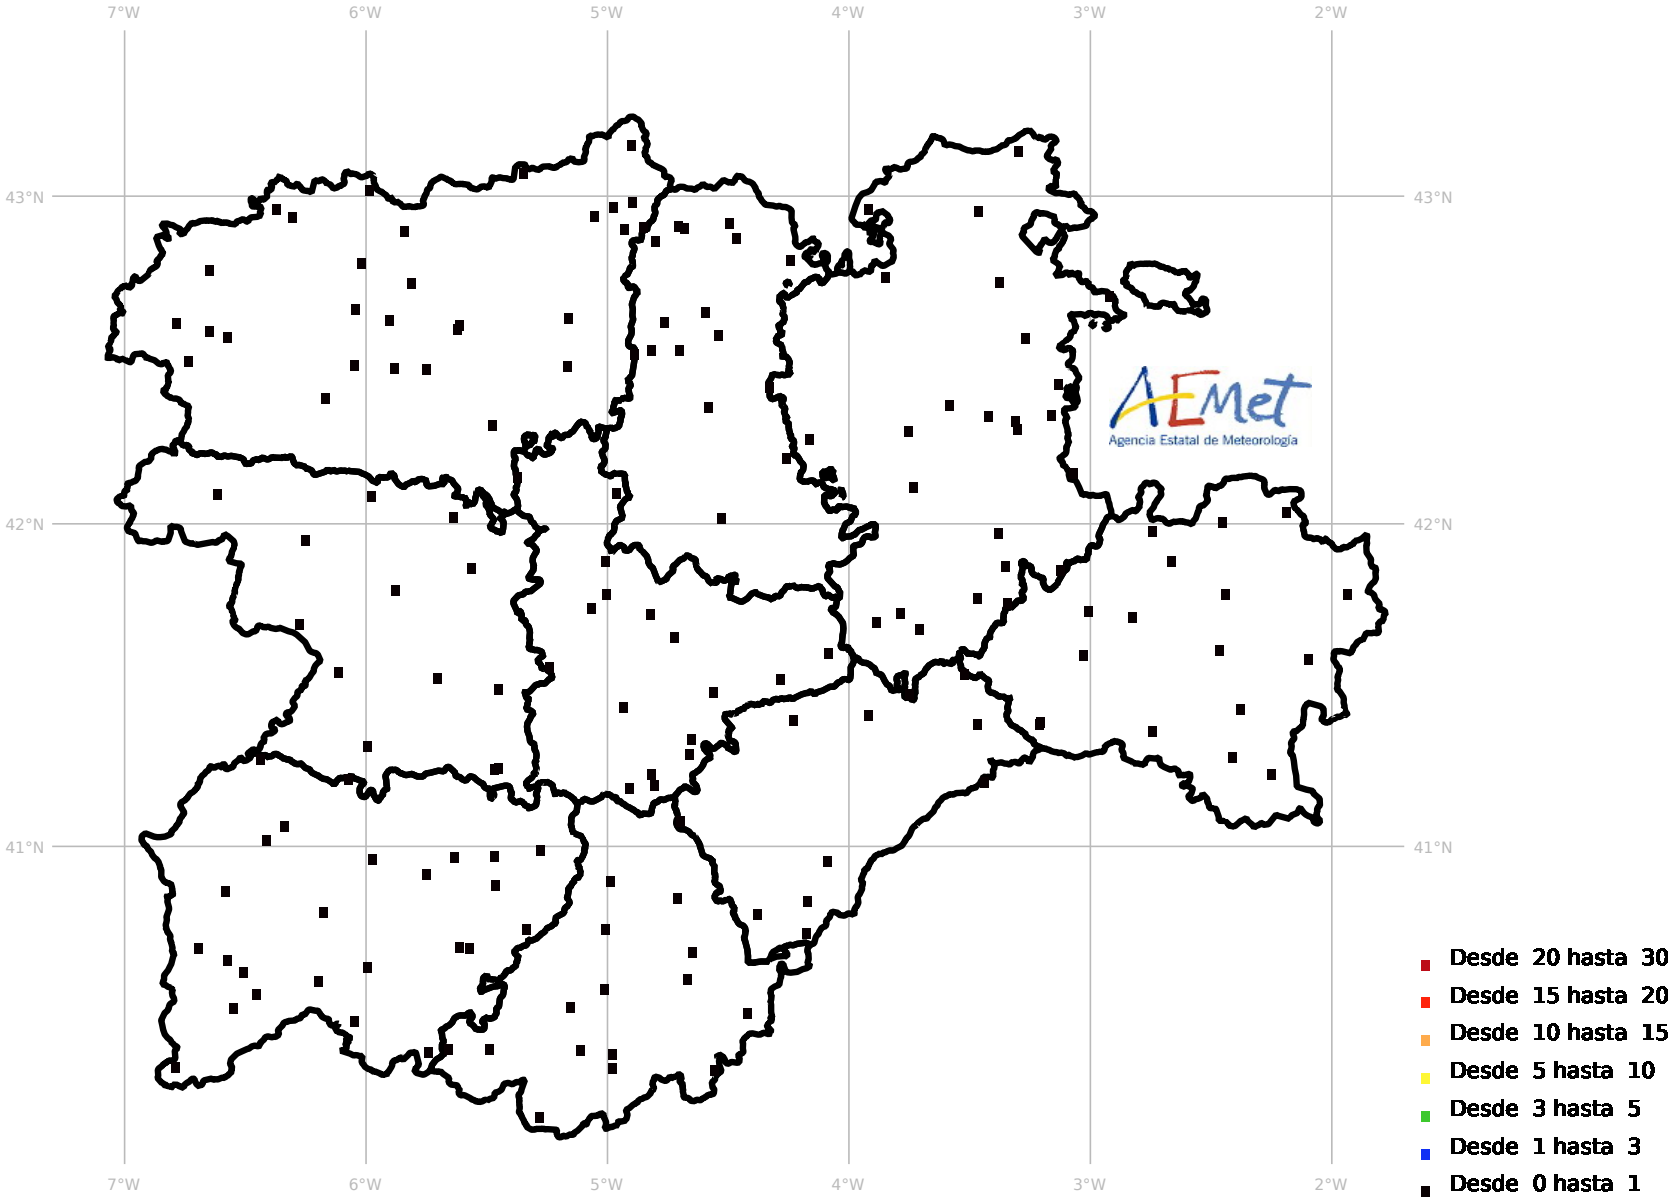 7°W 6°W 5°W 4°W 3°W 2°W
43°N 43°N
AEMet
Agencia Estatal de Meteorología
42°N 42°N
41°N 41°N
Desde 20 hasta 30
Desde 15 hasta 20
Desde 10 hasta 15
Desde 5 hasta 10
Desde 3 hasta 5
Desde 1 hasta 3
Desde 0 hasta 1
7°W 6°W 5°W 4°W 3°W 2°W